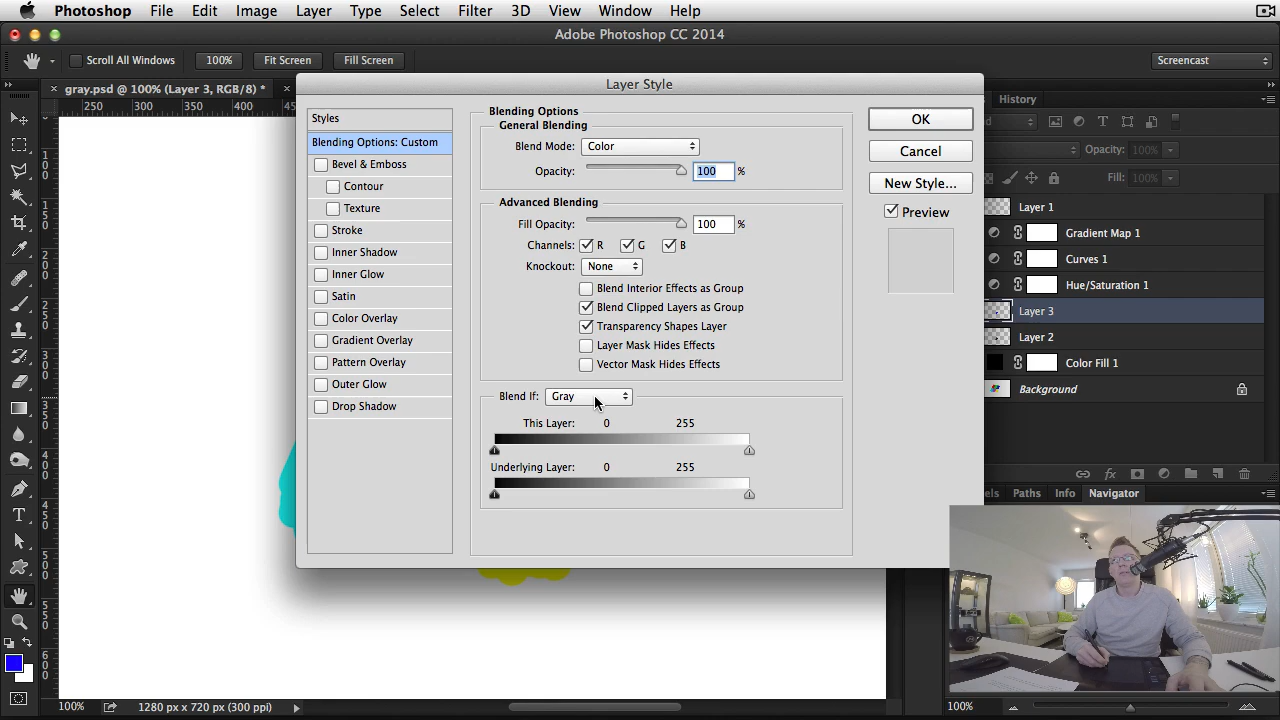 Photoshop File Edit Image Layer Type Select Filter 3D View Window Help
Adobe Photoshop CC 2014
Scroll All Windows 100% Fit Screen Fill Screen Screencast
gray.psd @ 100% (Layer 3, RGB/8) *
250 300 350 400
Layer Style
Styles
Blending Options: Custom
Bevel & Emboss
Contour
Texture
Stroke
Inner Shadow
Inner Glow
Satin
Color Overlay
Gradient Overlay
Pattern Overlay
Outer Glow
Drop Shadow
Blending Options
General Blending
Blend Mode: Color
Opacity: 100 %
Advanced Blending
Fill Opacity: 100 %
Channels: R G B
Knockout: None
Blend Interior Effects as Group
Blend Clipped Layers as Group
Transparency Shapes Layer
Layer Mask Hides Effects
Vector Mask Hides Effects
Blend If: Gray
This Layer: 0 255
Underlying Layer: 0 255
OK
Cancel
New Style...
Preview
History
Opacity: 100%
Fill: 100%
Layer 1
Gradient Map 1
Curves 1
Hue/Saturation 1
Layer 3
Layer 2
Color Fill 1
Background
Paths Info Navigator
100%
100% 1280 px x 720 px (300 ppi)